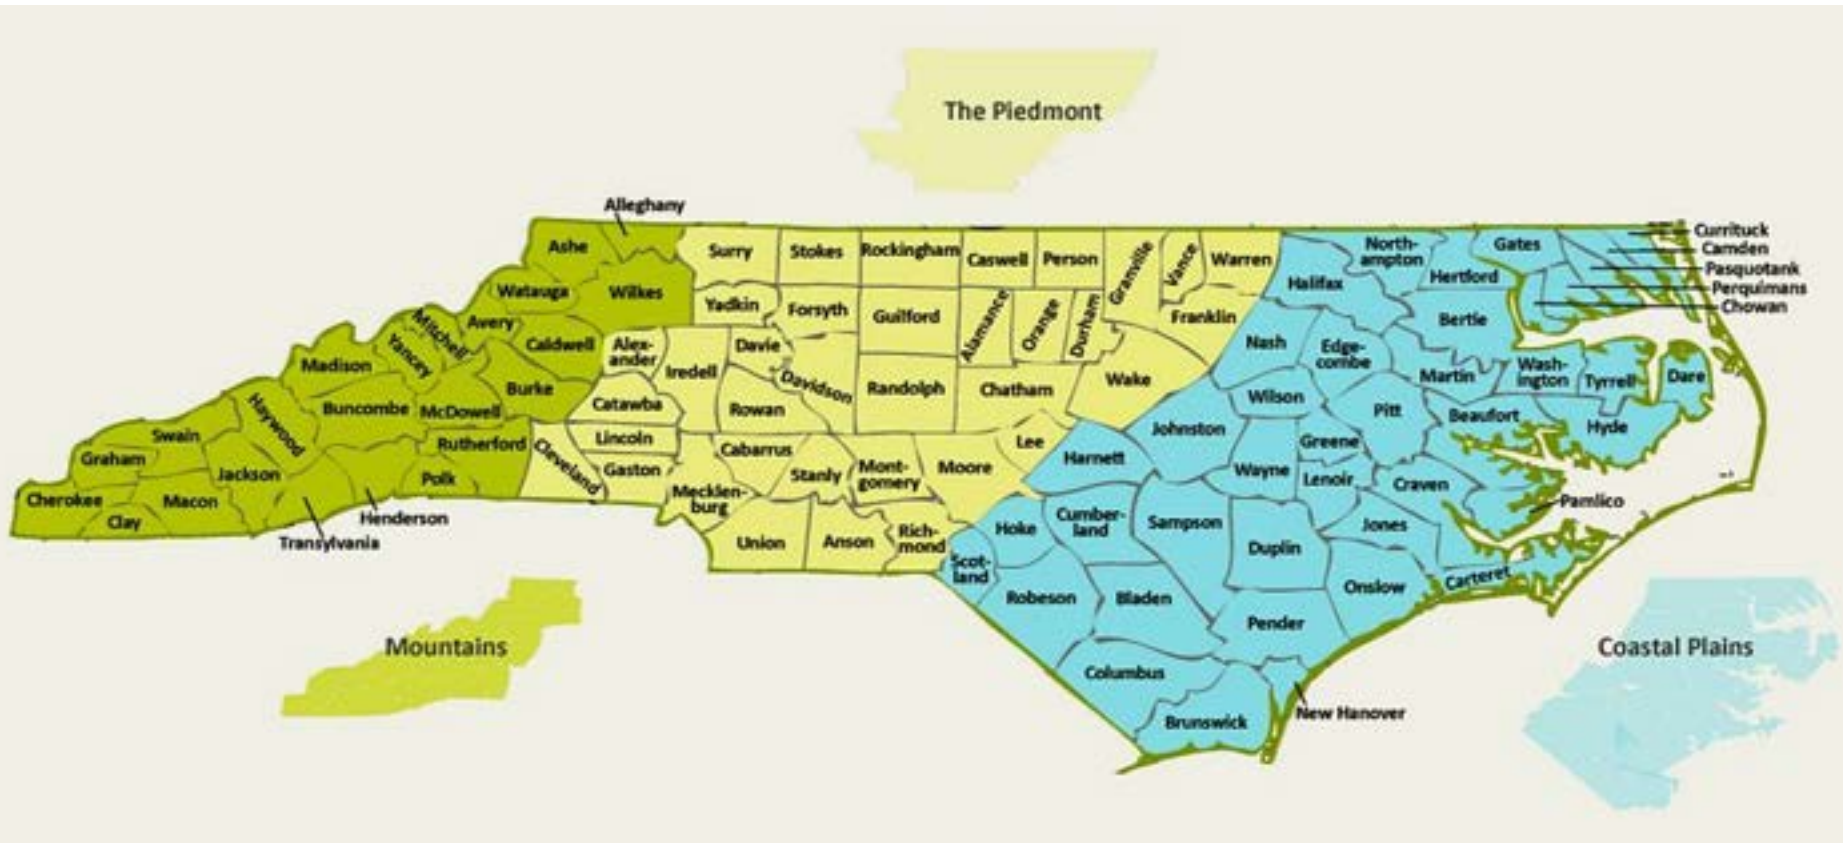 The Piedmont
Alleghany
Currituck
Camden
Pasquotank
Perquimans
Chowan
Ashe
Surry
Stokes
Rockingham
Caswell
Person
Granville
Vance
Warren
North-
ampton
Gates
Hertford
Halifax
Watauga
Wilkes
Yadkin
Forsyth
Guilford
Alamance
Orange
Durham
Franklin
Bertie
Mitchell
Avery
Yancey
Caldwell
Alex-
ander
Davie
Nash
Edge-
combe
Madison
Iredell
Davidson
Randolph
Chatham
Wake
Martin
Wash-
ington
Tyrrell
Dare
Haywood
Buncombe
McDowell
Burke
Catawba
Rowan
Wilson
Pitt
Beaufort
Hyde
Swain
Rutherford
Lincoln
Cabarrus
Lee
Johnston
Greene
Graham
Jackson
Polk
Cleveland
Gaston
Stanly
Mont-
gomery
Moore
Harnett
Wayne
Lenoir
Craven
Cherokee
Macon
Clay
Henderson
Transylvania
Mecklen-
burg
Union
Anson
Rich-
mond
Hoke
Cumber-
land
Sampson
Duplin
Jones
Pamlico
Scot-
land
Robeson
Bladen
Onslow
Carteret
Pender
Columbus
Brunswick
New Hanover
Mountains
Coastal Plains